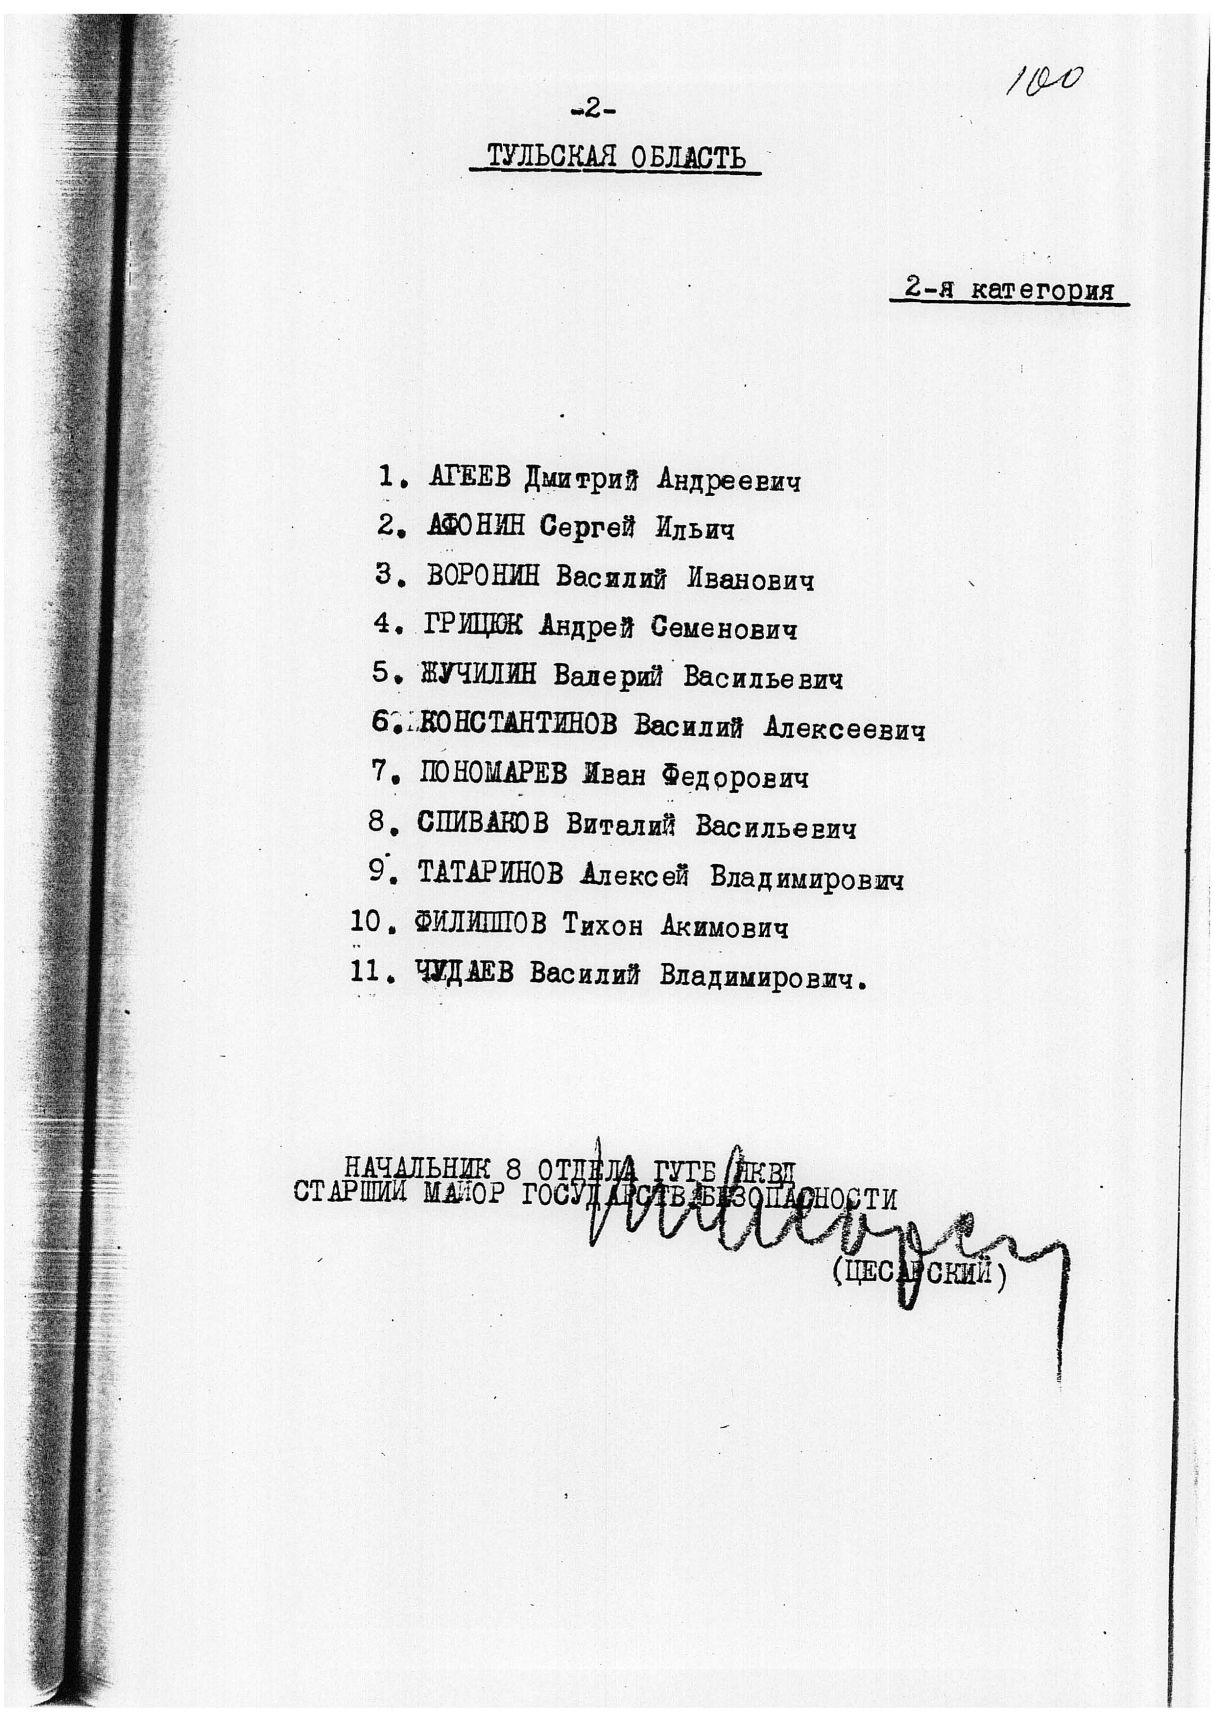 100
-2-
ТУЛЬСКАЯ ОБЛАСТЬ
2-я категория
1. АГЕЕВ Дмитрий Андреевич
2. АФОНИН Сергей Ильич
3. ВОРОНИН Василий Иванович
4. ГРИЦЮК Андрей Семенович
5. ЖУЧИЛИН Валерий Васильевич
6. КОНСТАНТИНОВ Василий Алексеевич
7. ПОНОМАРЕВ Иван Федорович
8. СПИВАКОВ Виталий Васильевич
9. ТАТАРИНОВ Алексей Владимирович
10. ФИЛИППОВ Тихон Акимович
11. ЧУДАЕВ Василий Владимирович.
НАЧАЛЬНИК 8 ОТДЕЛА ГУГБ НКВД
СТАРШИЙ МАЙОР ГОСУДАРСТВ.БЕЗОПАСНОСТИ
(ЦЕСАРСКИЙ)